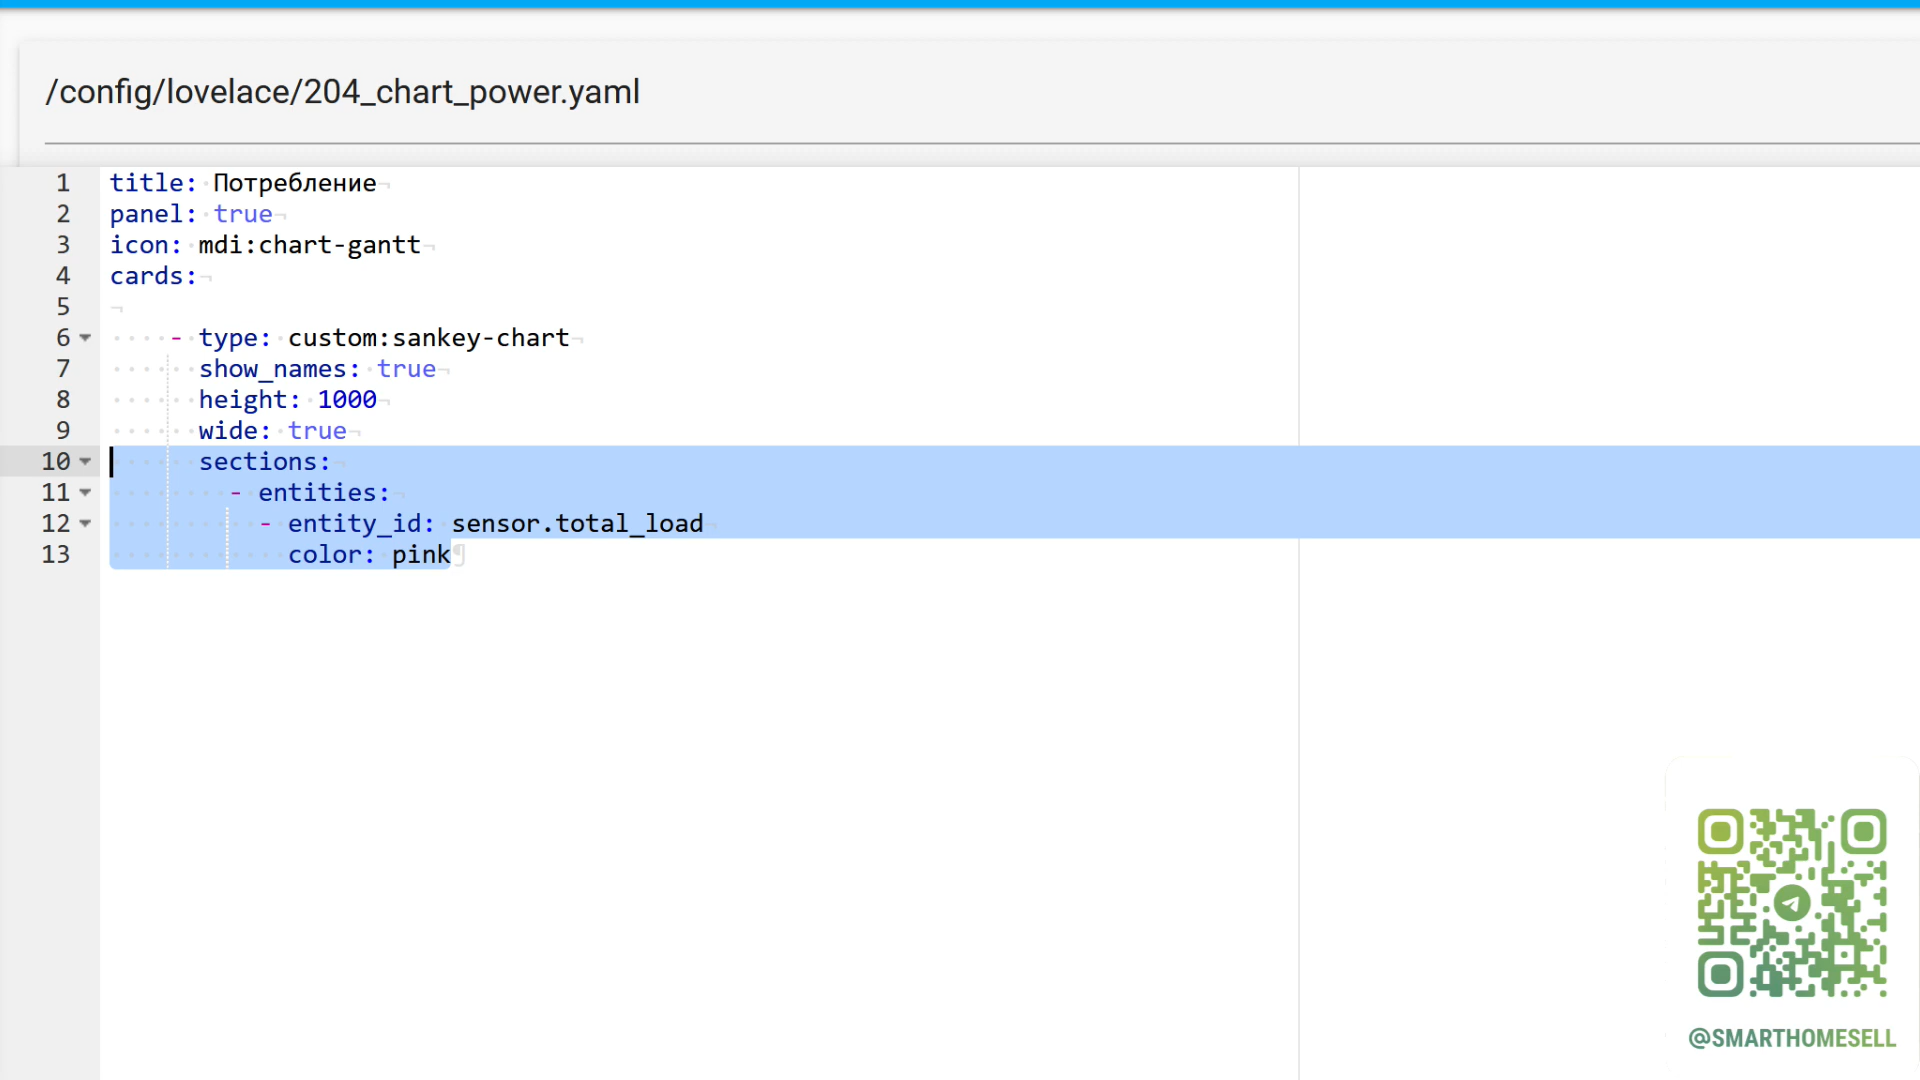 /config/lovelace/204_chart_power.yaml
1 title: Потребление
2 panel: true
3 icon: mdi:chart-gantt
4 cards:
5
6 - type: custom:sankey-chart
7 show_names: true
8 height: 1000
9 wide: true
10 sections:
11 - entities:
12 - entity_id: sensor.total_load
13 color: pink
@SMARTHOMESELL